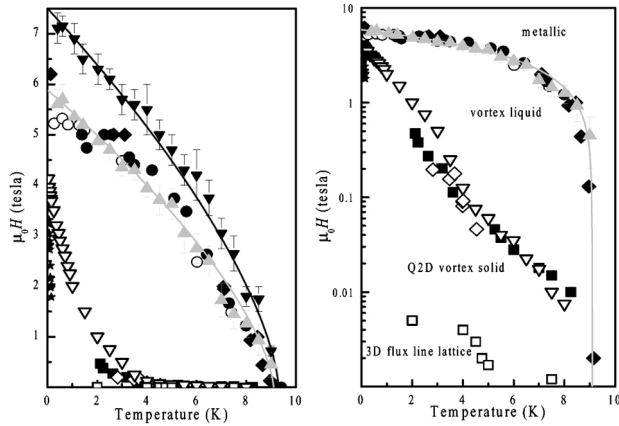 7
6
5
4
3
2
1
μ0H (tesla)
0 2 4 6 8 10
Temperature (K)
10
1
0.1
0.01
μ0H (tesla)
metallic
vortex liquid
Q2D vortex solid
3D flux line lattice
0 2 4 6 8 10
Temperature (K)